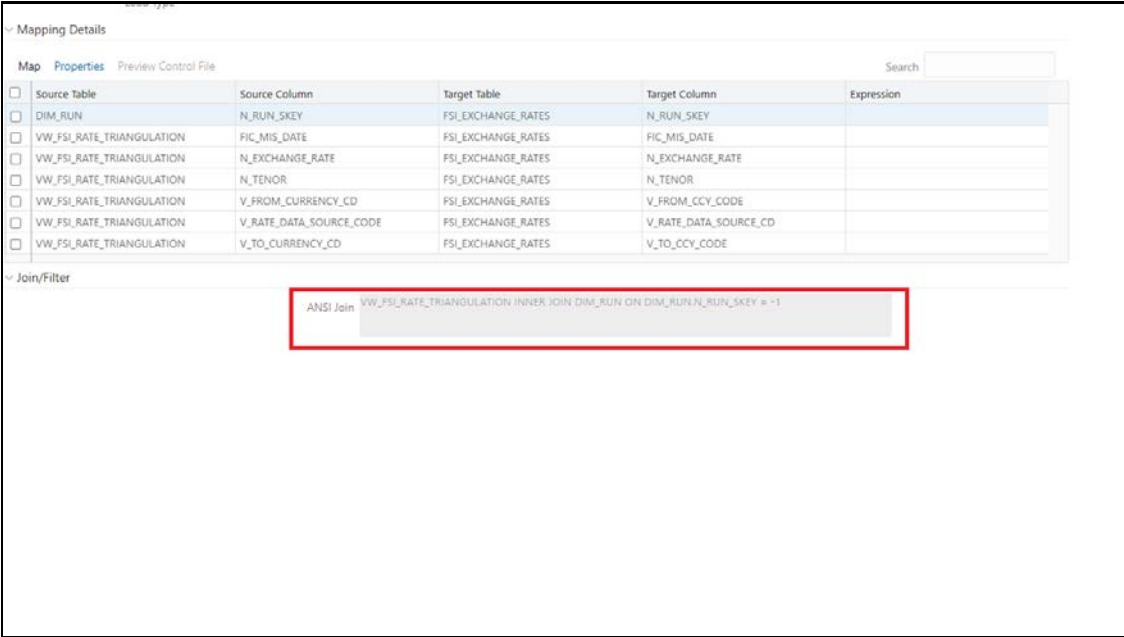 Mapping Details
Map Properties Preview Control File Search
Source Table Source Column Target Table Target Column Expression
DIM_RUN N_RUN_SKEY FSI_EXCHANGE_RATES N_RUN_SKEY
VW_FSI_RATE_TRIANGULATION FIC_MIS_DATE FSI_EXCHANGE_RATES FIC_MIS_DATE
VW_FSI_RATE_TRIANGULATION N_EXCHANGE_RATE FSI_EXCHANGE_RATES N_EXCHANGE_RATE
VW_FSI_RATE_TRIANGULATION N_TENOR FSI_EXCHANGE_RATES N_TENOR
VW_FSI_RATE_TRIANGULATION V_FROM_CURRENCY_CD FSI_EXCHANGE_RATES V_FROM_CCY_CODE
VW_FSI_RATE_TRIANGULATION V_RATE_DATA_SOURCE_CODE FSI_EXCHANGE_RATES V_RATE_DATA_SOURCE_CD
VW_FSI_RATE_TRIANGULATION V_TO_CURRENCY_CD FSI_EXCHANGE_RATES V_TO_CCY_CODE
Join/Filter
ANSI Join VW_FSI_RATE_TRIANGULATION INNER JOIN DIM_RUN ON DIM_RUN.N_RUN_SKEY = -1